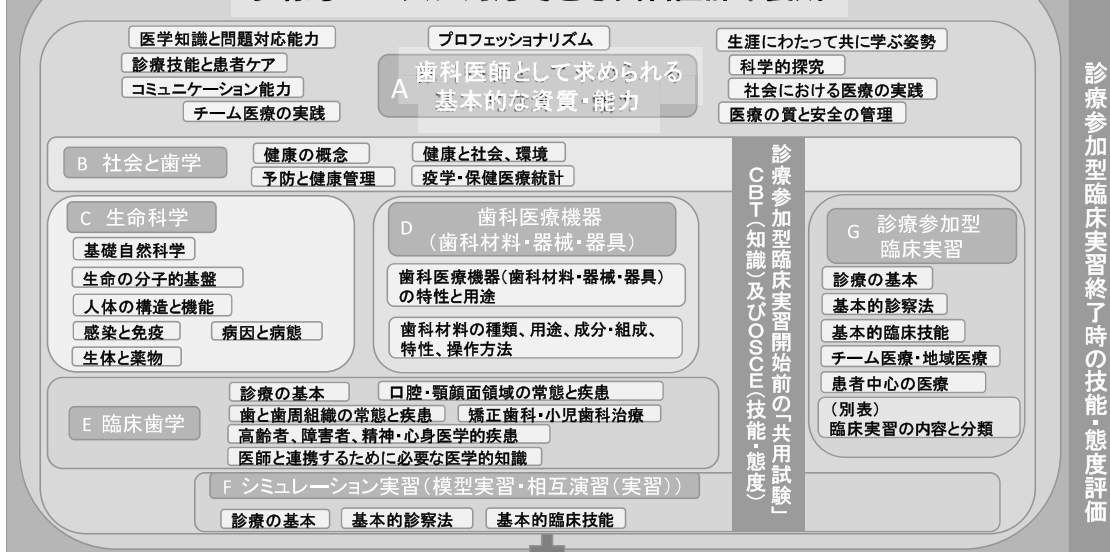 医学知識と問題対応能力
診療技能と患者ケア
コミュニケーション能力
チーム医療の実践
プロフェッショナリズム
A 歯科医師として求められる
基本的な資質・能力
生涯にわたって共に学ぶ姿勢
科学的探究
社会における医療の実践
医療の質と安全の管理
B 社会と歯学
健康の概念
健康と社会、環境
予防と健康管理
疫学・保健医療統計
C 生命科学
基礎自然科学
生命の分子的基盤
人体の構造と機能
感染と免疫
病因と病態
生体と薬物
D 歯科医療機器
(歯科材料・器械・器具)
歯科医療機器(歯科材料・器械・器具)
の特性と用途
歯科材料の種類、用途、成分・組成、
特性、操作方法
E 臨床歯学
診療の基本
口腔・顎顔面領域の常態と疾患
歯と歯周組織の常態と疾患
矯正歯科・小児歯科治療
高齢者、障害者、精神・心身医学的疾患
医師と連携するために必要な医学的知識
F シミュレーション実習(模型実習・相互演習(実習))
診療の基本
基本的診察法
基本的臨床技能
診療参加型臨床実習開始前の「共用試験」
CBT(知識)及びOSCE(技能・態度)
G 診療参加型
臨床実習
診療の基本
基本的診察法
基本的臨床技能
チーム医療・地域医療
患者中心の医療
(別表)
臨床実習の内容と分類
診療参加型臨床実習終了時の技能・態度評価